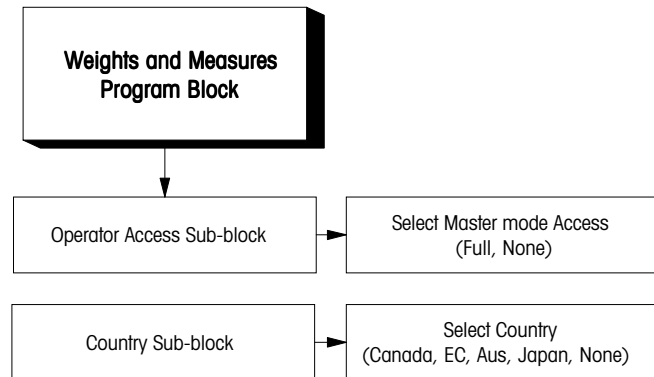 Weights and Measures
Program Block
Operator Access Sub-block
Select Master mode Access
(Full, None)
Country Sub-block
Select Country
(Canada, EC, Aus, Japan, None)